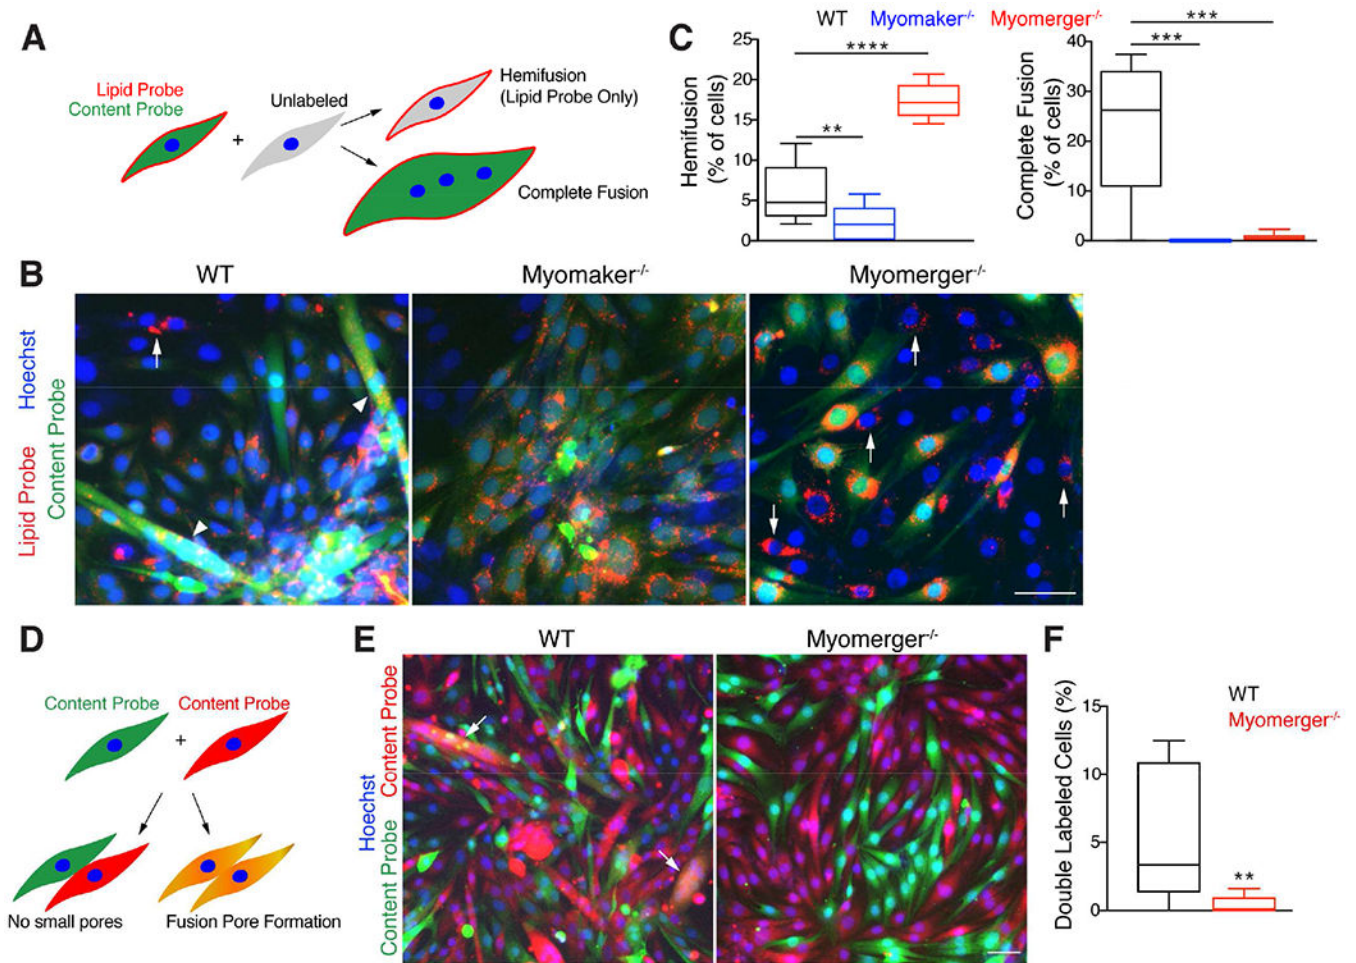 A
Lipid Probe
Content Probe
+
Unlabeled
Hemifusion
(Lipid Probe Only)
Complete Fusion
C
WT
Myomaker-/-
Myomerger-/-
Hemifusion
(% of cells)
25
20
15
10
5
0
****
**
Complete Fusion
(% of cells)
40
30
20
10
0
***
***
B
WT
Myomaker-/-
Myomerger-/-
Lipid Probe Hoechst
Content Probe
D
Content Probe
+
Content Probe
No small pores
Fusion Pore Formation
E
WT
Myomerger-/-
Hoechst
Content Probe Content Probe
F
Double Labeled Cells (%)
15
10
5
0
WT
Myomerger-/-
**